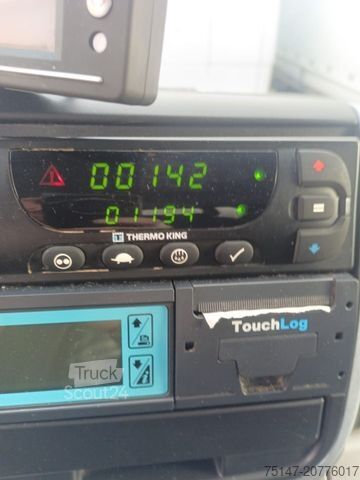 00142
01194
THERMO KING
TouchLog
Truck
Scout24
75147-20776017